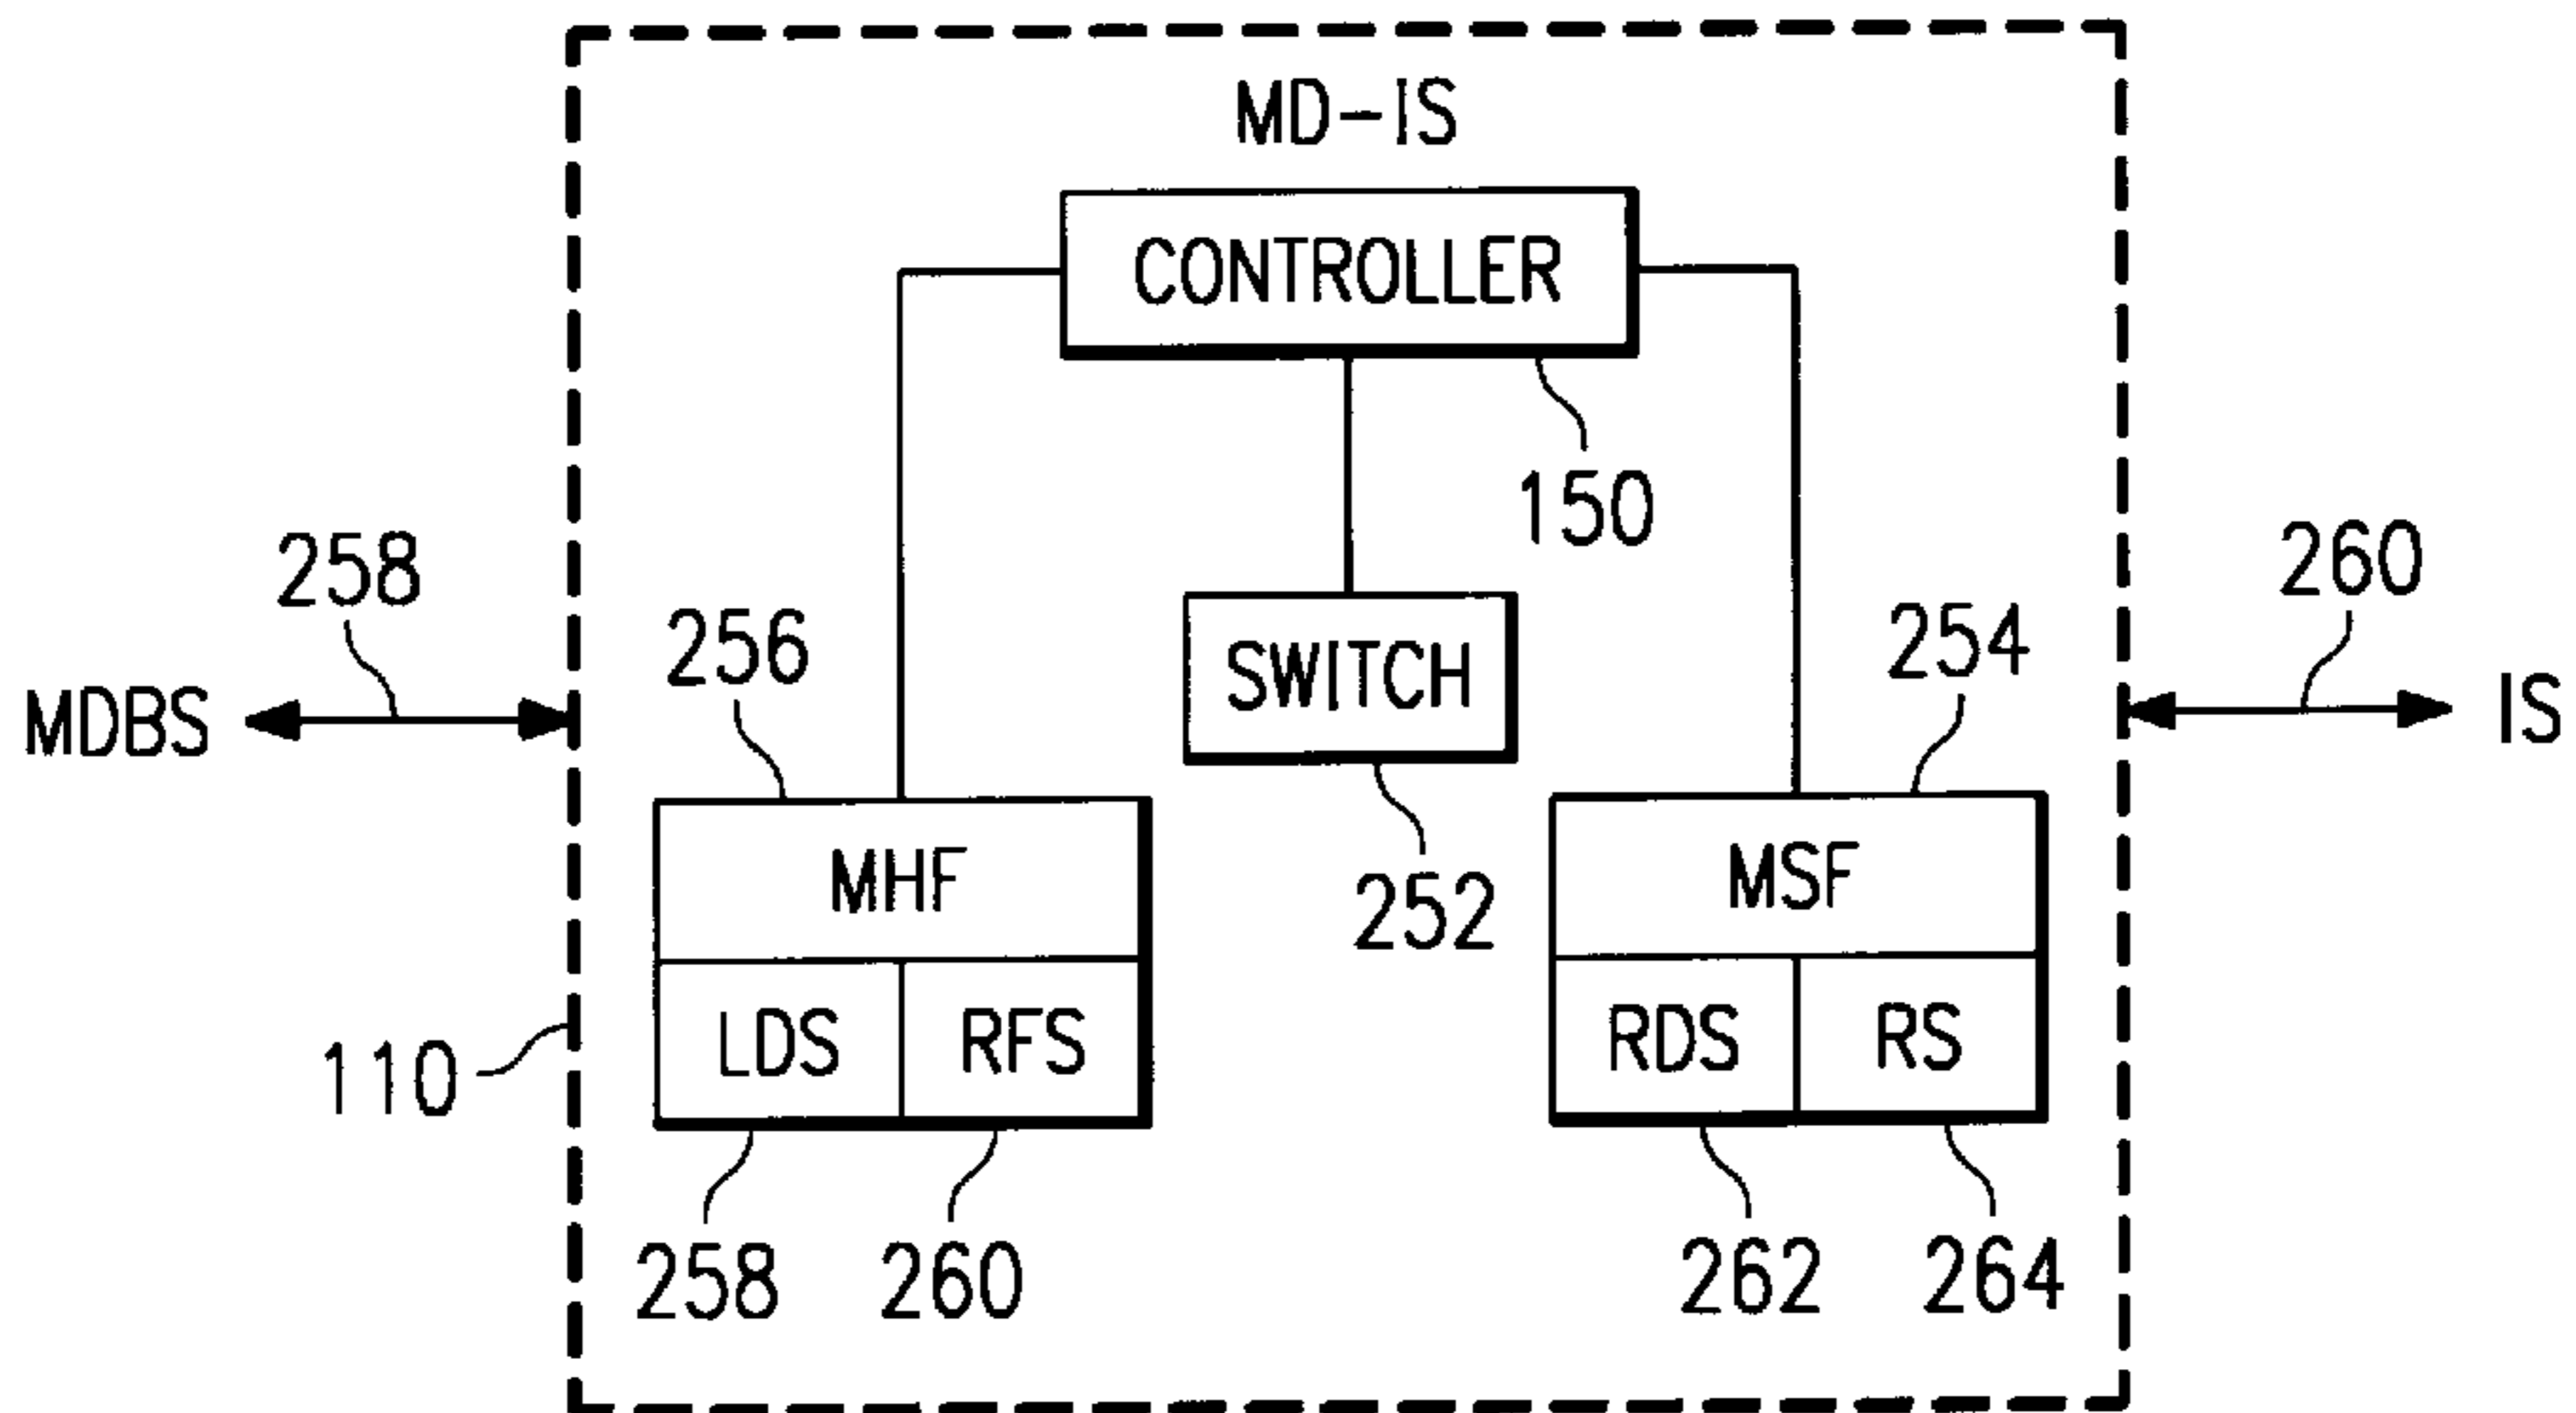 MD-IS
CONTROLLER
150
258
260
256
254
SWITCH
MDBS
IS
MHF
MSF
252
LDS
RFS
RDS
RS
110
258
260
262
264